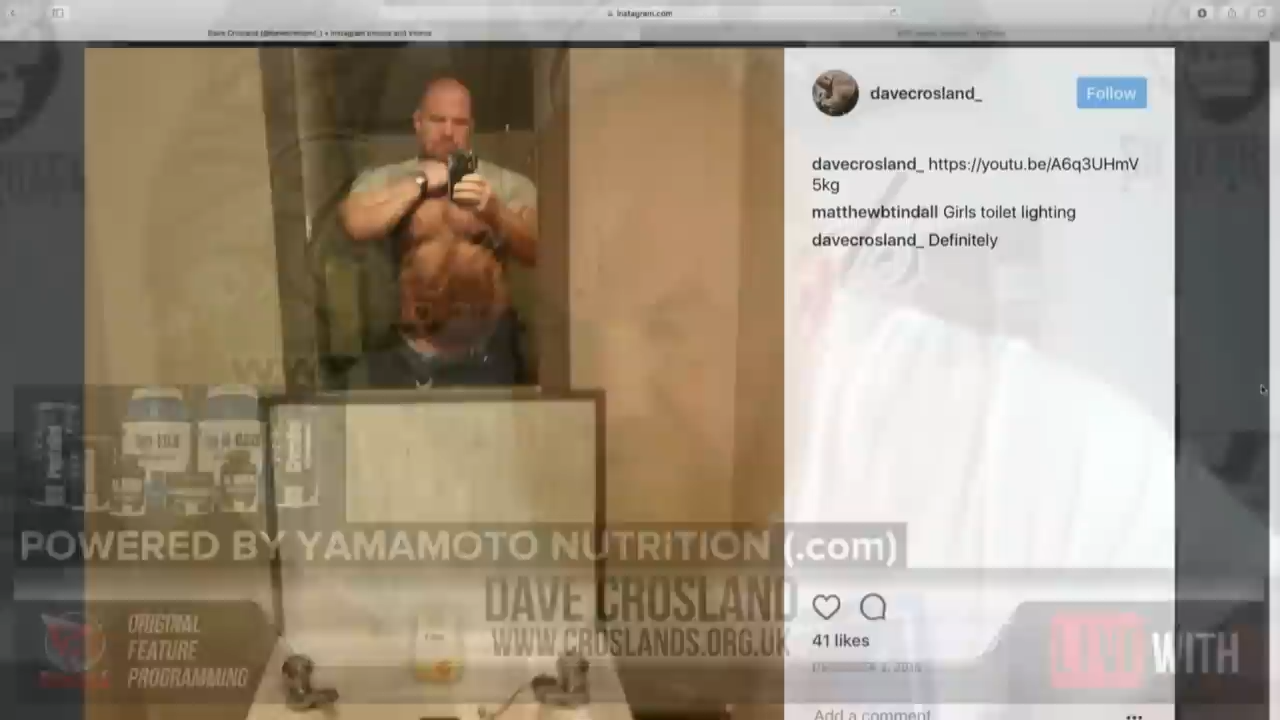 instagram.com
davecrosland_
Follow
davecrosland_ https://youtu.be/A6q3UHmV
5kg
matthewbtindall Girls toilet lighting
davecrosland_ Definitely
POWERED BY YAMAMOTO NUTRITION (.com)
DAVE CROSLAND
WWW.CROSLANDS.ORG.UK
ORIGINAL
FEATURE
PROGRAMMING
41 likes
LIVE WITH
Add a comment